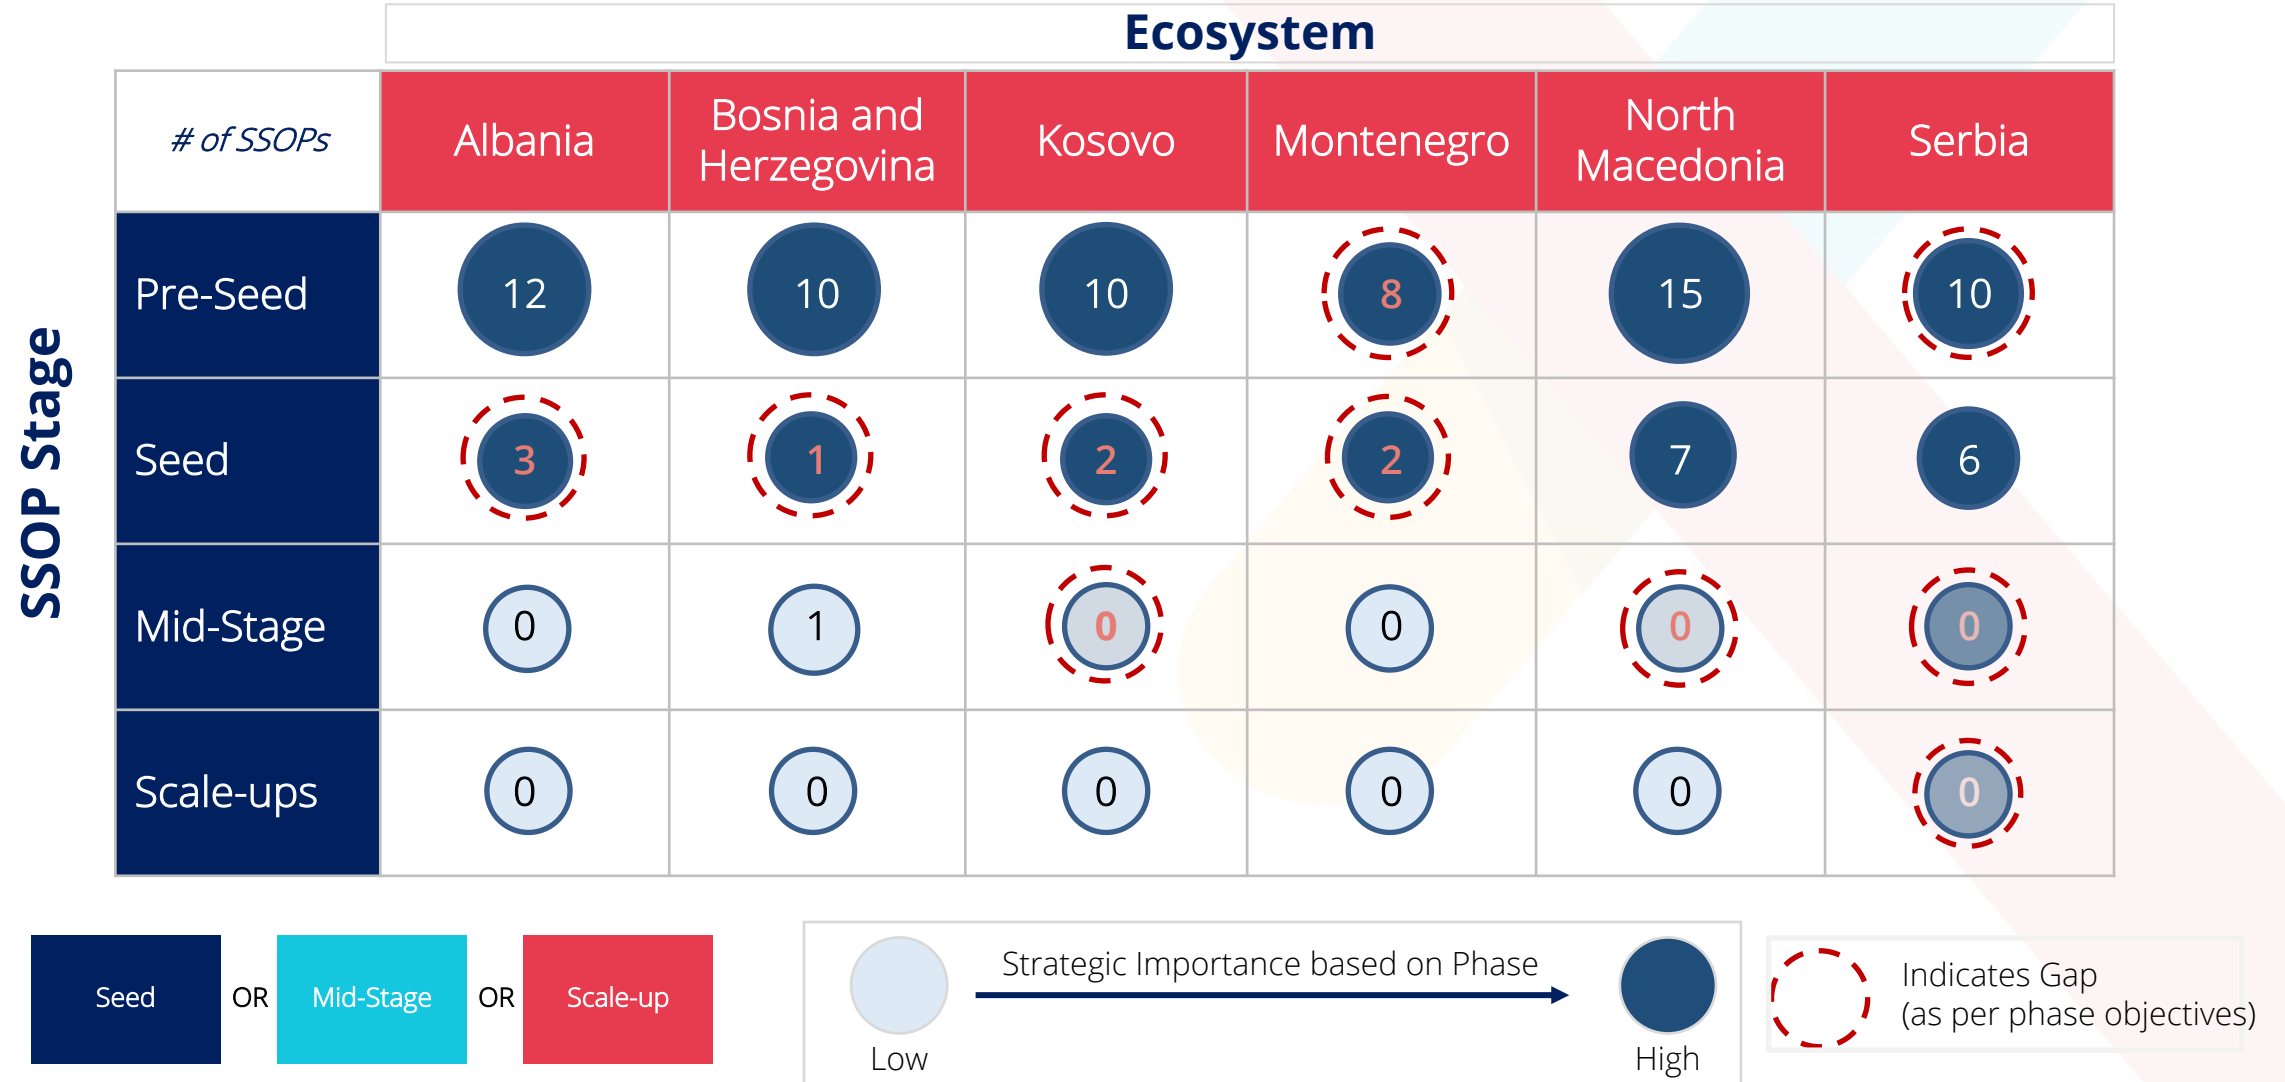 Ecosystem
# of SSOPs
Albania
Bosnia and
Herzegovina
Kosovo
Montenegro
North
Macedonia
Serbia
SSOP Stage
Pre-Seed
12
10
10
8
15
10
Seed
3
1
2
2
7
6
Mid-Stage
0
1
0
0
0
0
Scale-ups
0
0
0
0
0
0
Seed
OR
Mid-Stage
OR
Scale-up
Strategic Importance based on Phase
Low
High
Indicates Gap
(as per phase objectives)